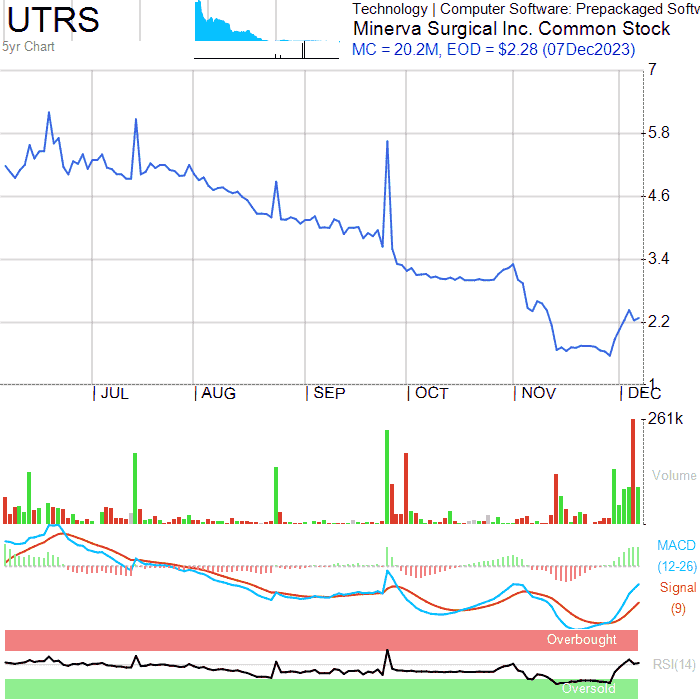 UTRS
5yr Chart
Technology | Computer Software: Prepackaged Softw
Minerva Surgical Inc. Common Stock
MC = 20.2M, EOD = $2.28 (07Dec2023)
7
5.8
4.6
3.4
2.2
1
JUL AUG SEP OCT NOV DEC
261k
Volume
MACD
(12-26)
Signal
(9)
Overbought
RSI(14)
Oversold